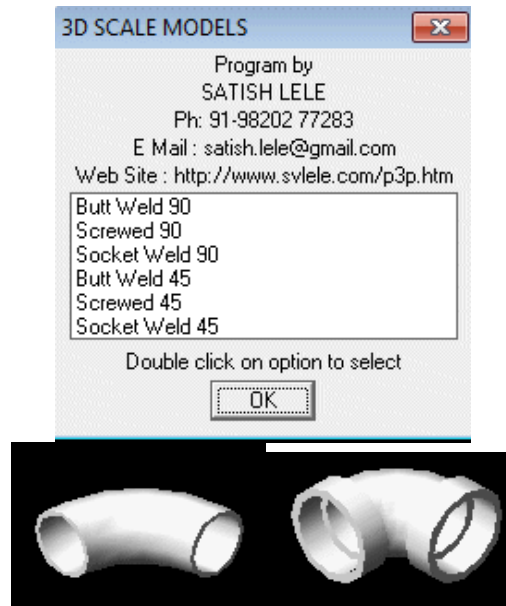 3D SCALE MODELS
Program by
SATISH LELE
Ph: 91-98202 77283
E Mail : satish.lele@gmail.com
Web Site : http://www.svlele.com/p3p.htm
Butt Weld 90
Screwed 90
Socket Weld 90
Butt Weld 45
Screwed 45
Socket Weld 45
Double click on option to select
OK